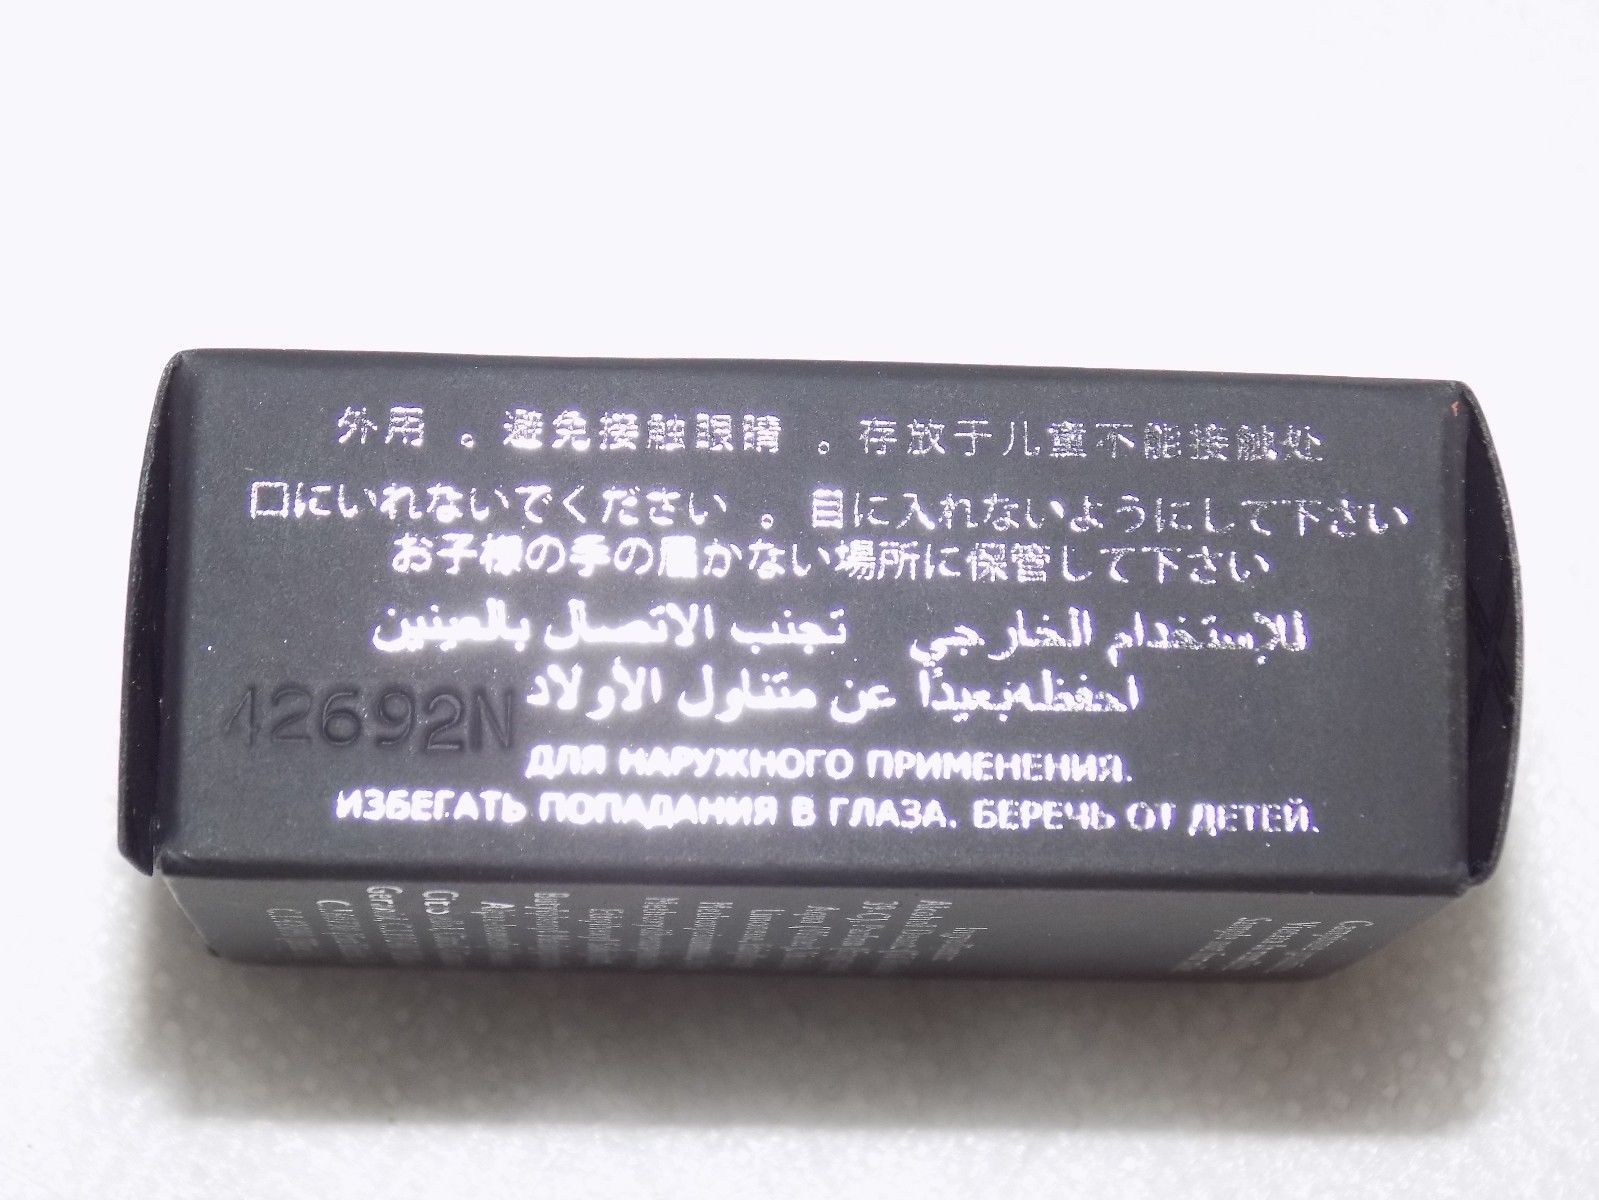 外用 。避免接触眼睛 。存放于儿童不能接触处
口にいれないでください 。 目に入れないようにして下さい
お子様の手の届かない場所に保管して下さい
للإستخدام الخارجي تجنب الاتصال بالعينين
احفظه بعيدًا عن متناول الأولاد
42692N
ДЛЯ НАРУЖНОГО ПРИМЕНЕНИЯ.
ИЗБЕГАТЬ ПОПАДАНИЯ В ГЛАЗА. БЕРЕЧЬ ОТ ДЕТЕЙ.